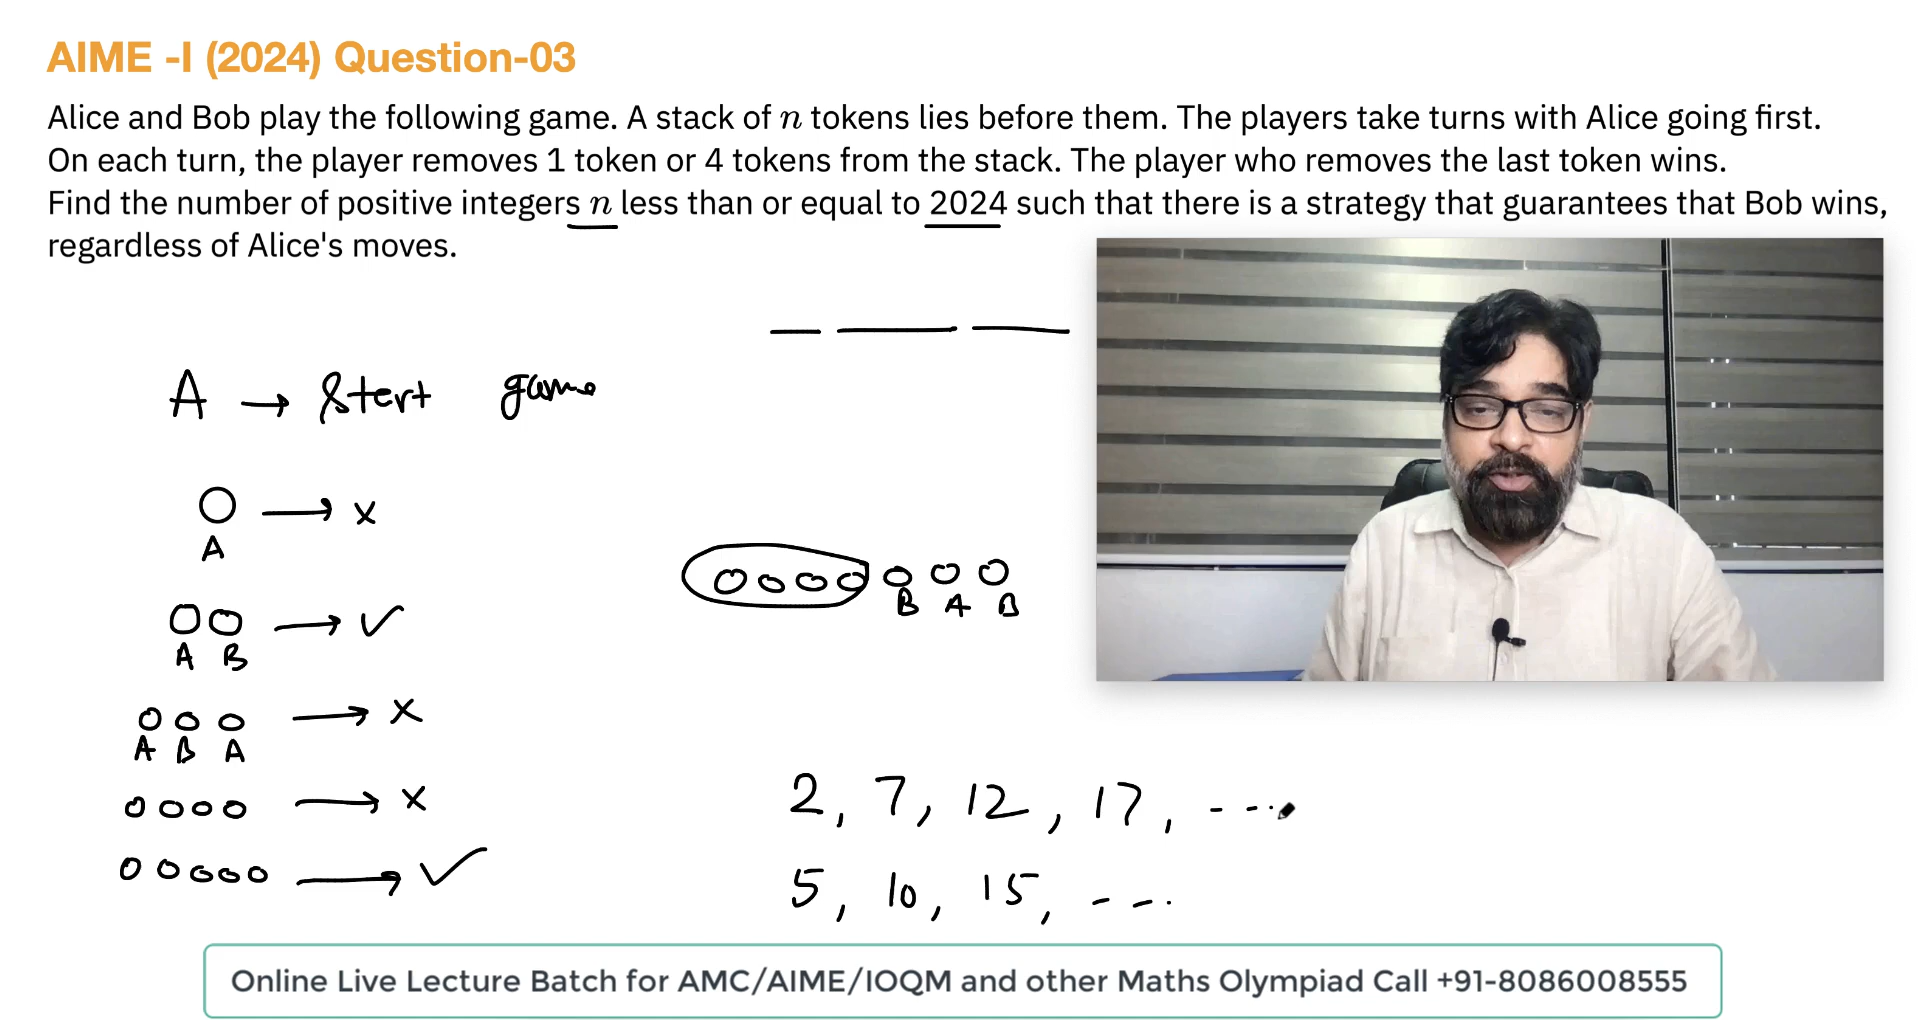 AIME -I (2024) Question-03
Alice and Bob play the following game. A stack of n tokens lies before them. The players take turns with Alice going first.
On each turn, the player removes 1 token or 4 tokens from the stack. The player who removes the last token wins.
Find the number of positive integers n less than or equal to 2024 such that there is a strategy that guarantees that Bob wins,
regardless of Alice's moves.
A → Start game
→ x
A
→ ✓
A B
→ x
A B A
→ x
→ ✓
B A B
2, 7, 12, 17, ---
5, 10, 15, ---
Online Live Lecture Batch for AMC/AIME/IOQM and other Maths Olympiad Call +91-8086008555